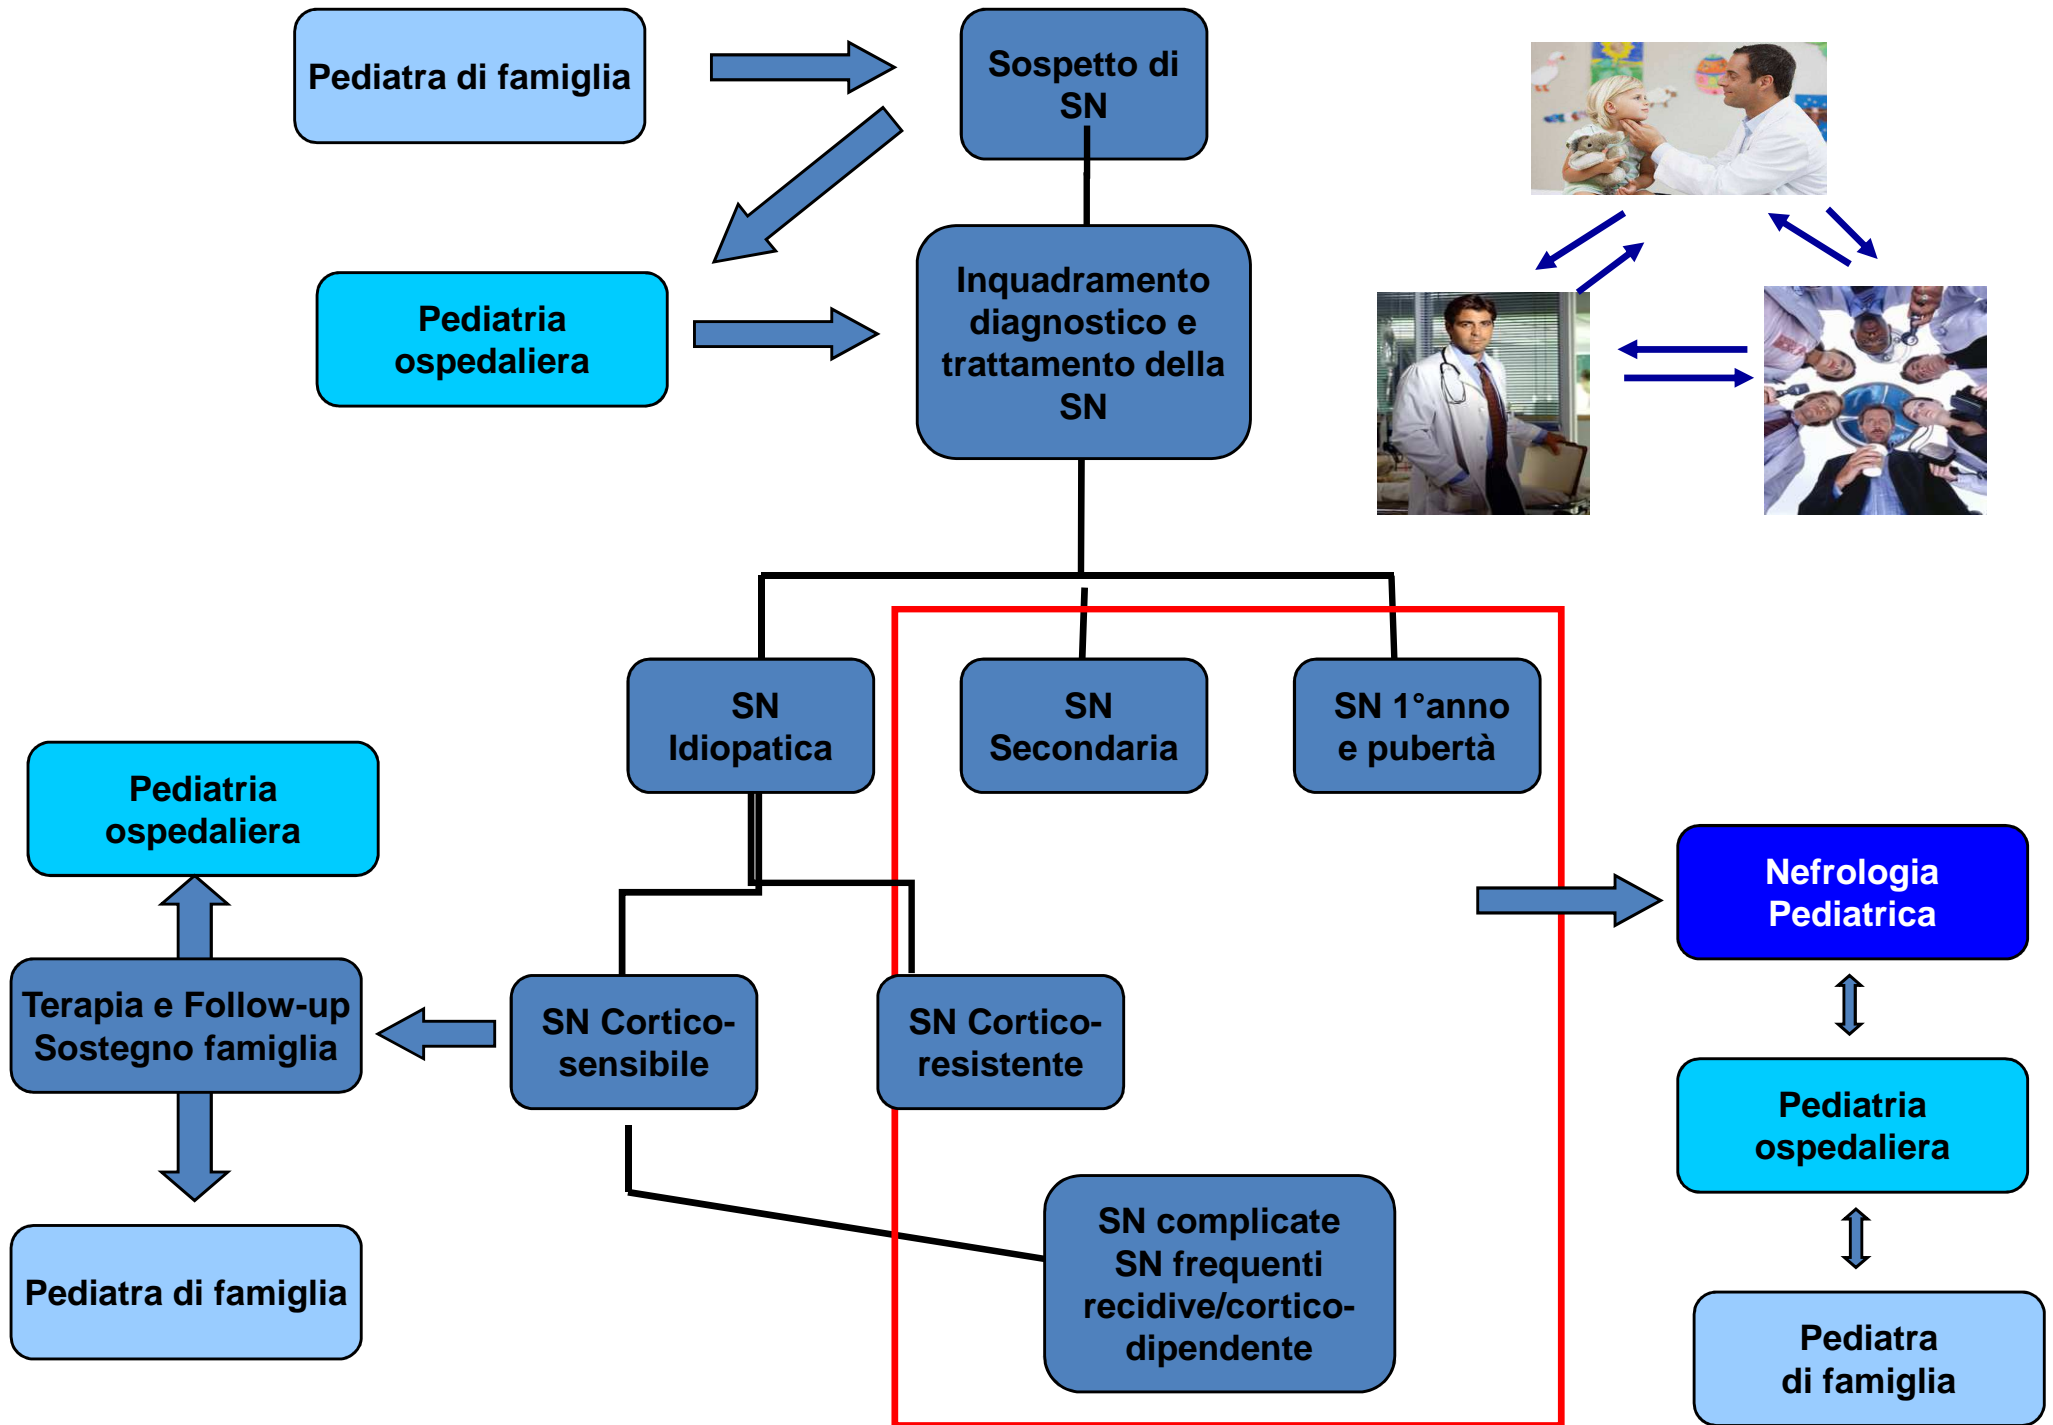 Pediatra di famiglia
Sospetto di
SN
Pediatria
ospedaliera
Inquadramento
diagnostico e
trattamento della
SN
SN
Idiopatica
SN
Secondaria
SN 1°anno
e pubertà
Pediatria
ospedaliera
Nefrologia
Pediatrica
Terapia e Follow-up
Sostegno famiglia
SN Cortico-
sensibile
SN Cortico-
resistente
Pediatria
ospedaliera
Pediatra di famiglia
SN complicate
SN frequenti
recidive/cortico-
dipendente
Pediatra
di famiglia